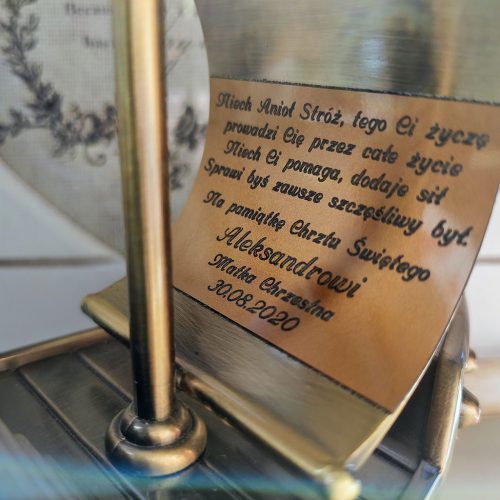 Niech Anioł Stróż, tego Ci życzę
prowadzi Cię przez całe życie
Niech Ci pomaga, dodaje sił
Sprawi byś zawsze szczęśliwy był.
Na pamiątkę Chrztu Świętego
Aleksandrowi
Matka Chrzestna
30.08.2020